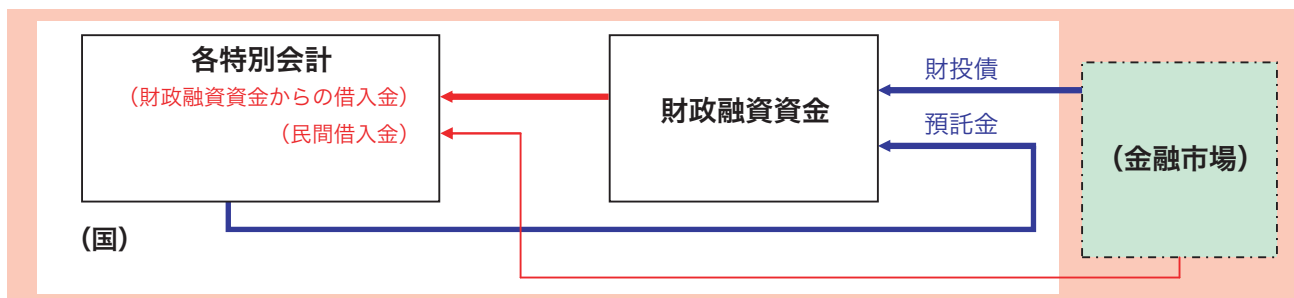 各特別会計
（財政融資資金からの借入金）
（民間借入金）
財政融資資金
財投債
預託金
（金融市場）
（国）